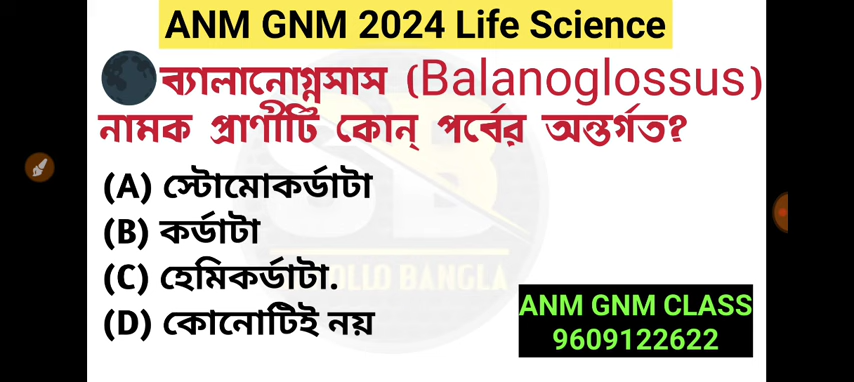 ANM GNM 2024 Life Science
ব্যালানোগ্লসাস (Balanoglossus)
নামক প্রাণীটি কোন্ পর্বের অন্তর্গত?
(A) স্টোমোকর্ডাটা
(B) কর্ডাটা
(C) হেমিকর্ডাটা.
(D) কোনোটিই নয়
ANM GNM CLASS
9609122622